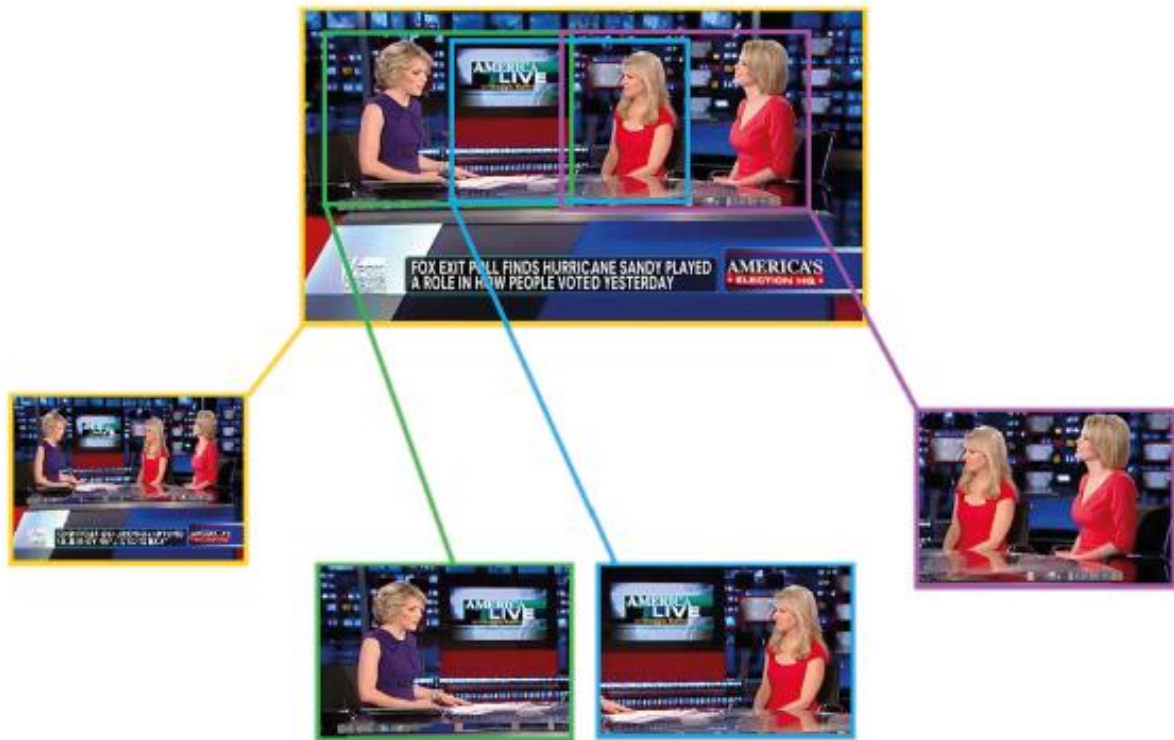 AMERICA
LIVE
FOX EXIT POLL FINDS HURRICANE SANDY PLAYED
A ROLE IN HOW PEOPLE VOTED YESTERDAY
AMERICA'S
ELECTION HQ
AMERICA
LIVE
AMERICA
LIVE